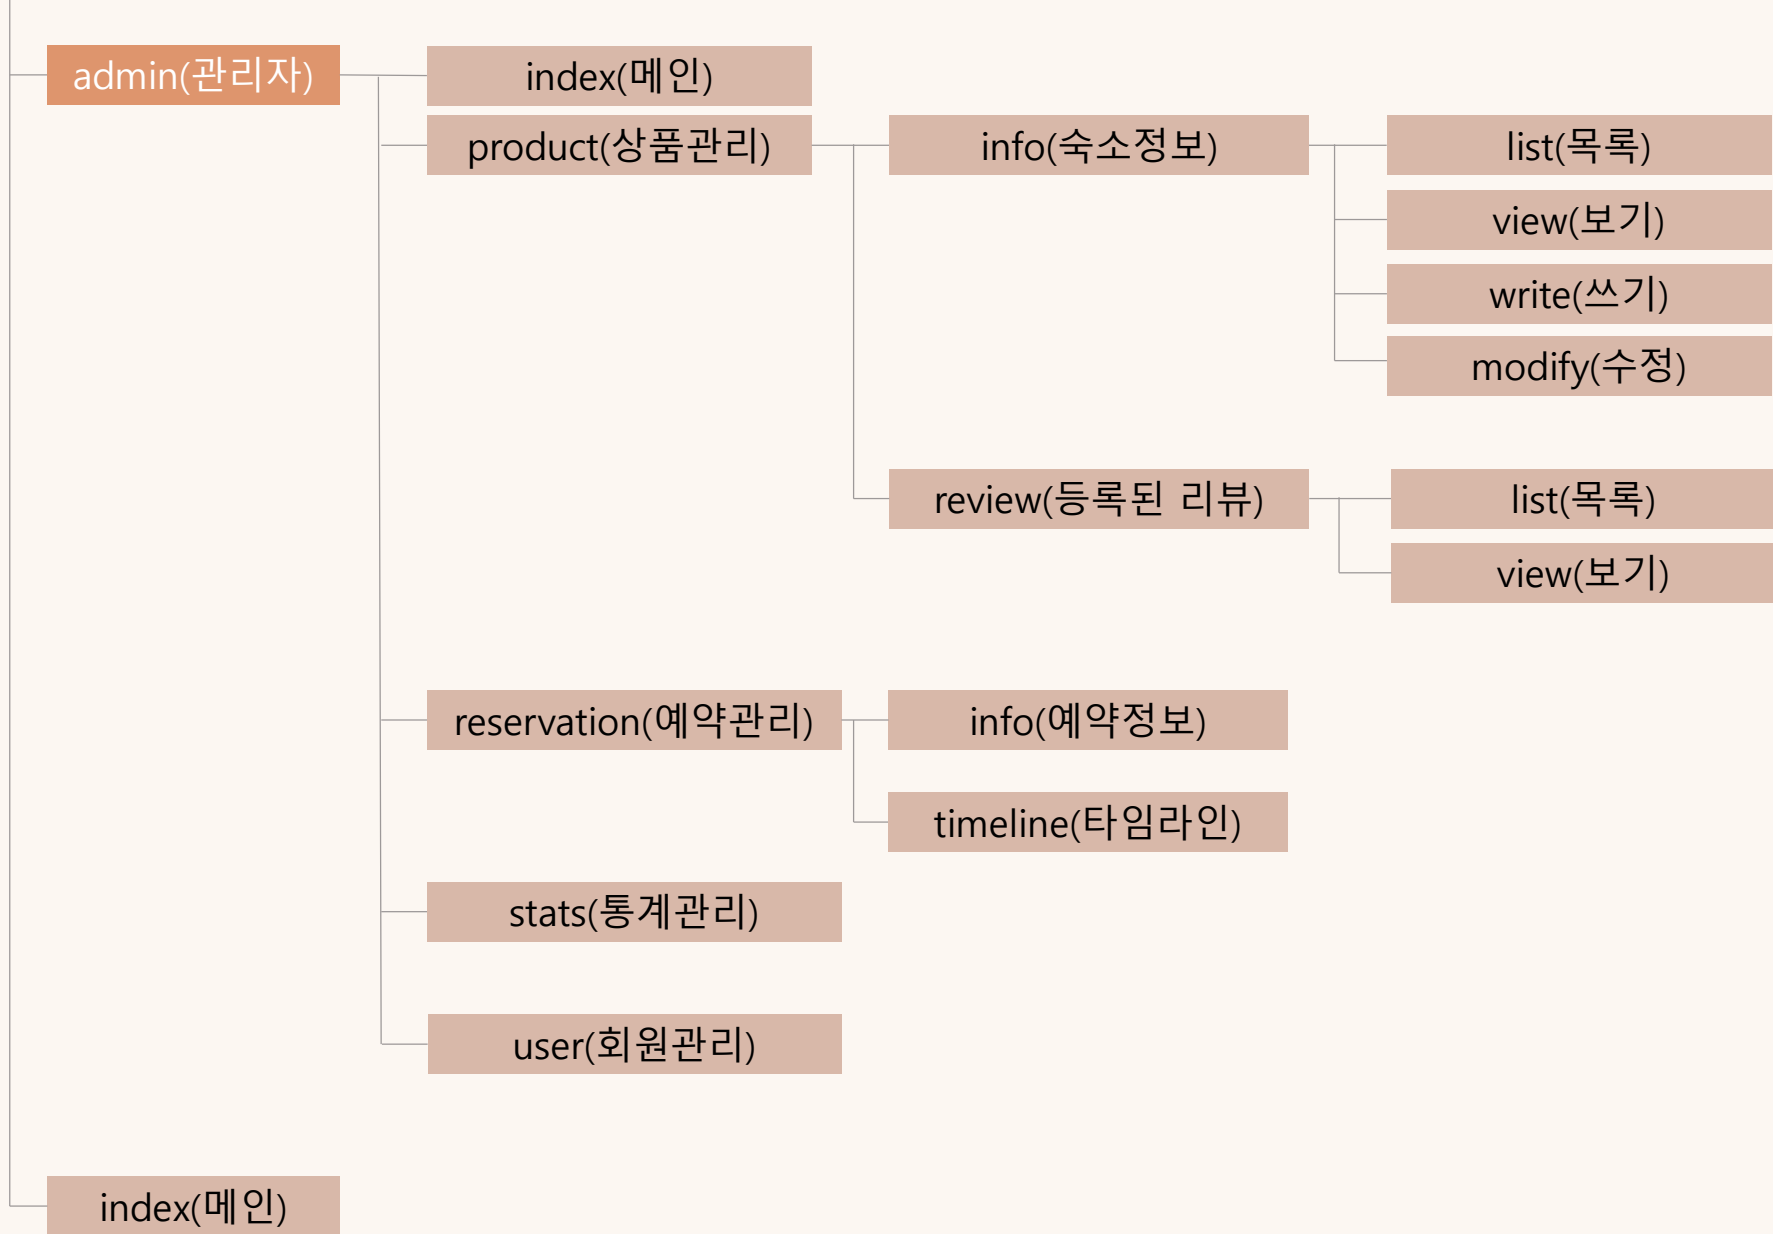 admin(관리자)
index(메인)
product(상품관리)
info(숙소정보)
list(목록)
view(보기)
write(쓰기)
modify(수정)
review(등록된 리뷰)
list(목록)
view(보기)
reservation(예약관리)
info(예약정보)
timeline(타임라인)
stats(통계관리)
user(회원관리)
index(메인)